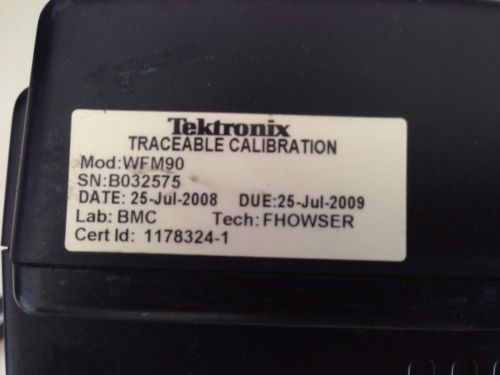 Tektronix
TRACEABLE CALIBRATION
Mod:WFM90
SN:B032575
DATE: 25-Jul-2008 DUE:25-Jul-2009
Lab: BMC Tech: FHOWSER
Cert Id: 1178324-1